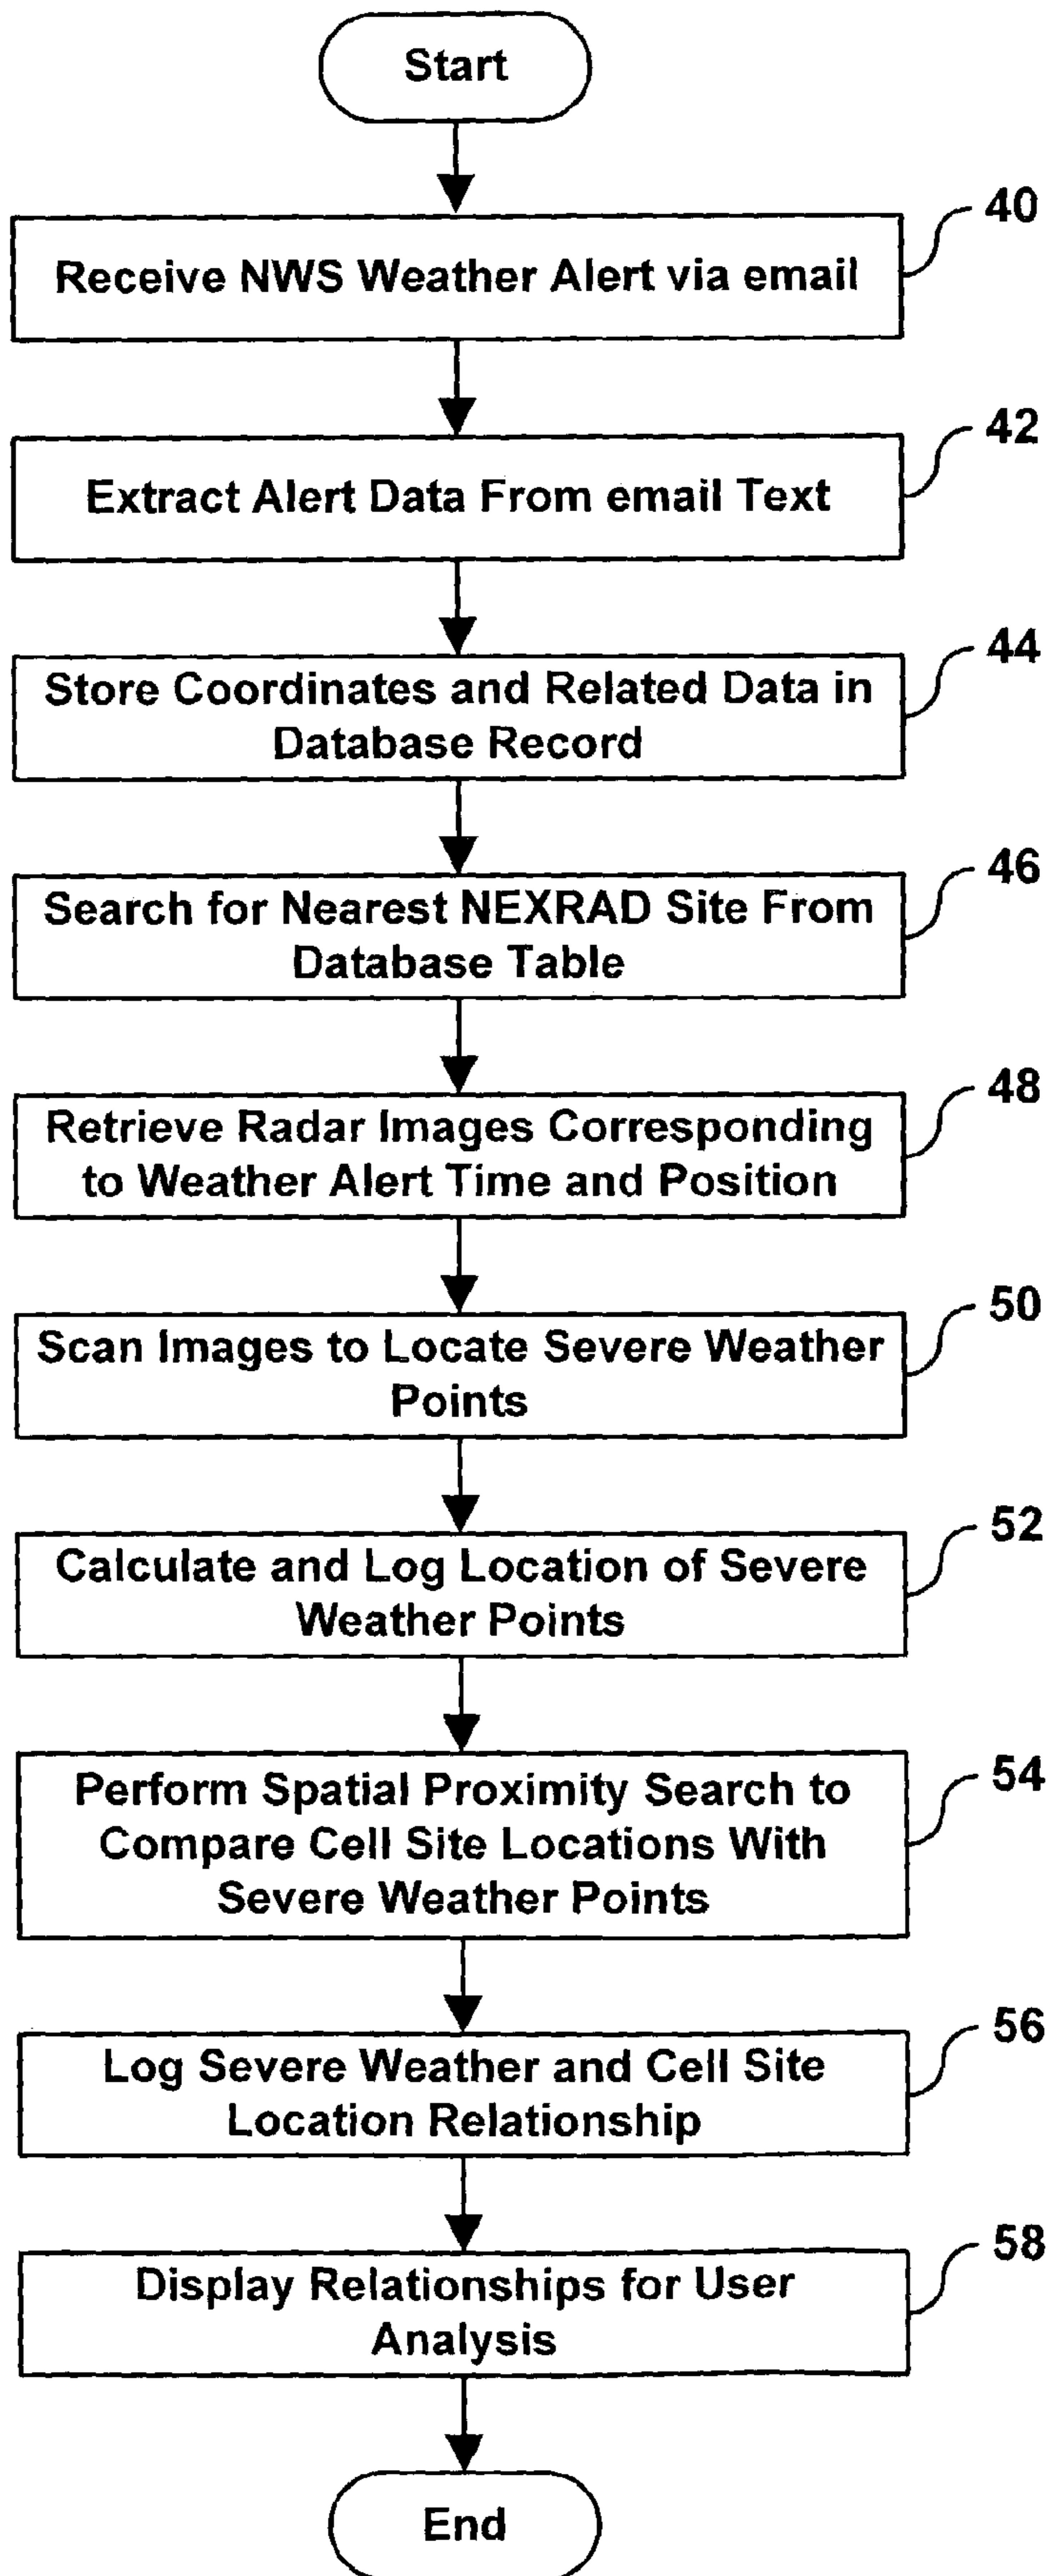 Start
40
Receive NWS Weather Alert via email
42
Extract Alert Data From email Text
44
Store Coordinates and Related Data in
Database Record
46
Search for Nearest NEXRAD Site From
Database Table
48
Retrieve Radar Images Corresponding
to Weather Alert Time and Position
50
Scan Images to Locate Severe Weather
Points
52
Calculate and Log Location of Severe
Weather Points
54
Perform Spatial Proximity Search to
Compare Cell Site Locations With
Severe Weather Points
56
Log Severe Weather and Cell Site
Location Relationship
58
Display Relationships for User
Analysis
End